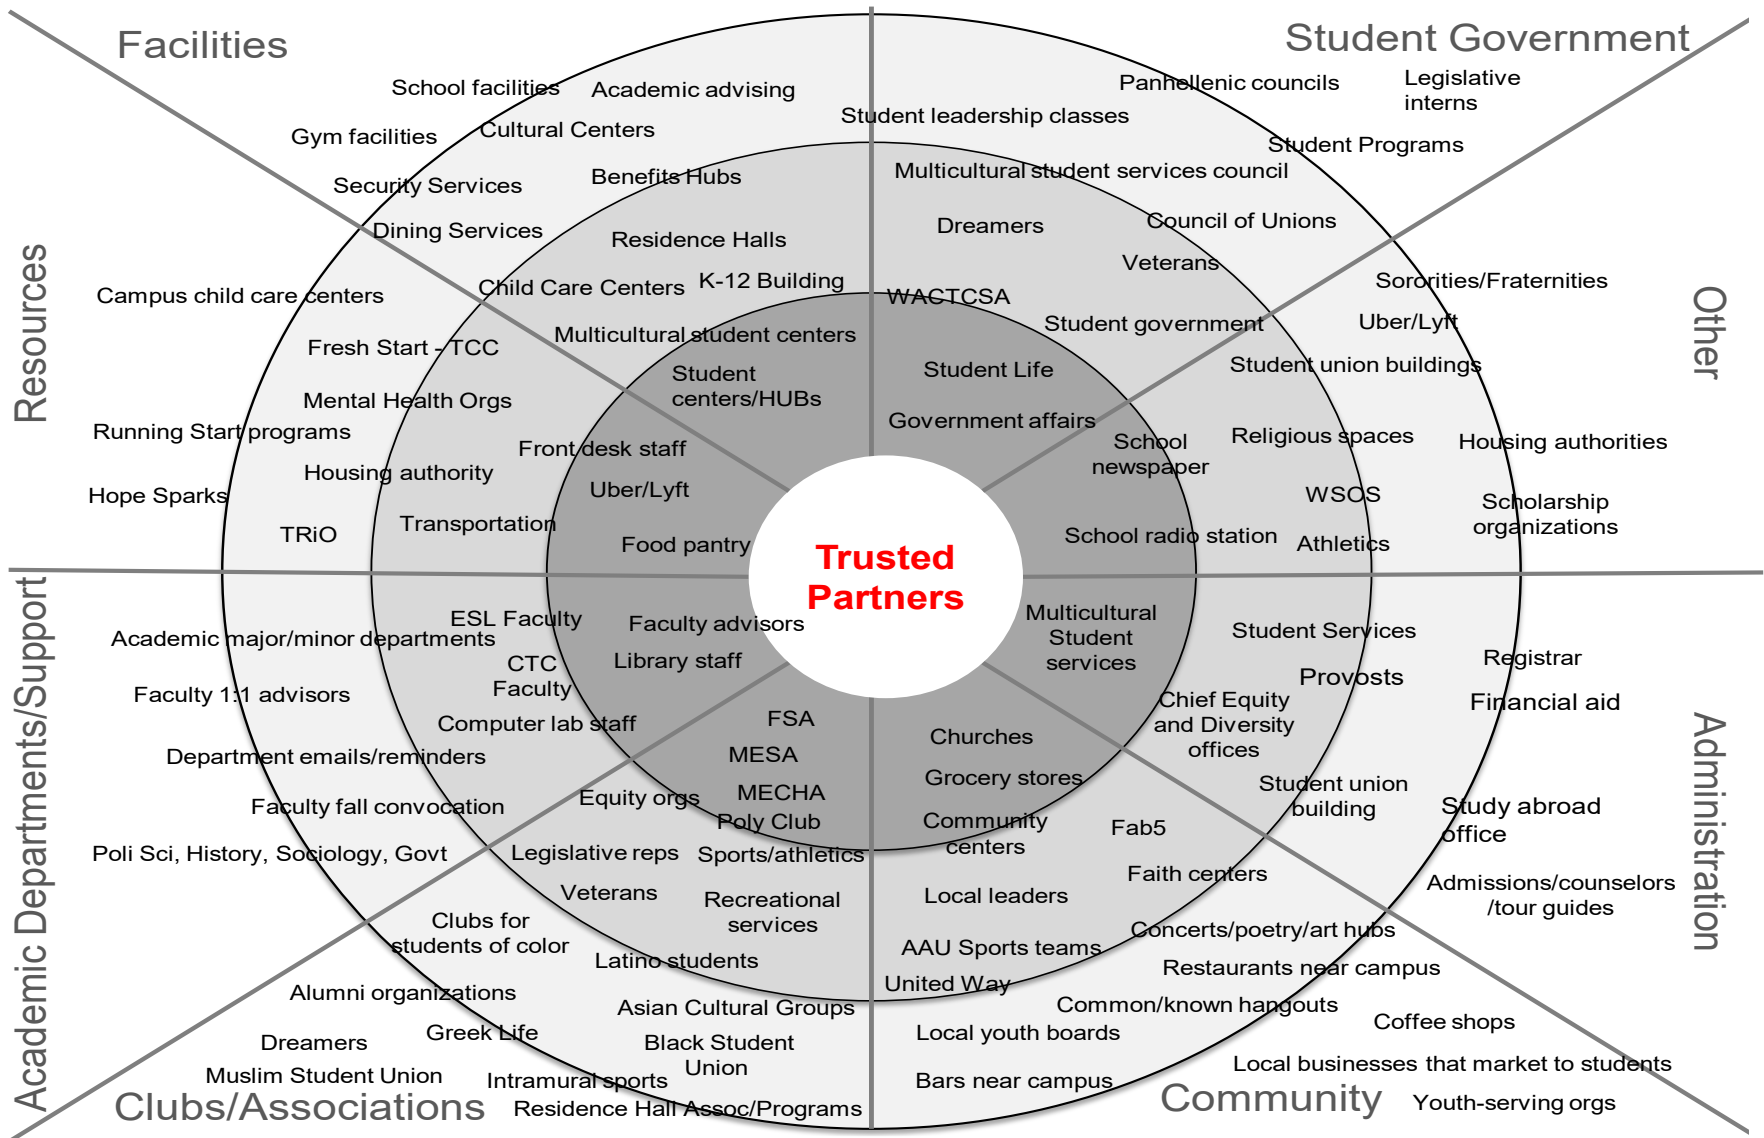 Facilities
School facilities
Academic advising
Gym facilities
Cultural Centers
Security Services
Benefits Hubs
Dining Services
Residence Halls
Child Care Centers
K-12 Building
Multicultural student centers
Student
centers/HUBs
Student Government
Panhellenic councils
Legislative
interns
Student leadership classes
Student Programs
Multicultural student services council
Dreamers
Council of Unions
Veterans
WACTCSA
Student government
Student Life
Government affairs
Resources
Campus child care centers
Fresh Start - TCC
Mental Health Orgs
Running Start programs
Front desk staff
Housing authority
Uber/Lyft
Hope Sparks
Transportation
TRiO
Food pantry
Other
Sororities/Fraternities
Uber/Lyft
Student union buildings
School
newspaper
Religious spaces
Housing authorities
WSOS
Scholarship
organizations
School radio station
Athletics
Trusted
Partners
Academic Departments/Support
ESL Faculty
Faculty advisors
Academic major/minor departments
Library staff
CTC
Faculty
Faculty 1:1 advisors
Computer lab staff
Department emails/reminders
Faculty fall convocation
Poli Sci, History, Sociology, Govt
Administration
Multicultural
Student
services
Student Services
Registrar
Provosts
Financial aid
Chief Equity
and Diversity
offices
Student union
building
Study abroad
office
Admissions/counselors
/tour guides
FSA
MESA
MECHA
Equity orgs
Poly Club
Legislative reps
Sports/athletics
Veterans
Recreational
services
Clubs for
students of color
Latino students
Alumni organizations
Asian Cultural Groups
Greek Life
Dreamers
Black Student
Union
Muslim Student Union
Intramural sports
Residence Hall Assoc/Programs
Clubs/Associations
Churches
Grocery stores
Community
centers
Fab5
Faith centers
Local leaders
Concerts/poetry/art hubs
AAU Sports teams
Restaurants near campus
United Way
Common/known hangouts
Coffee shops
Local youth boards
Local businesses that market to students
Bars near campus
Community
Youth-serving orgs